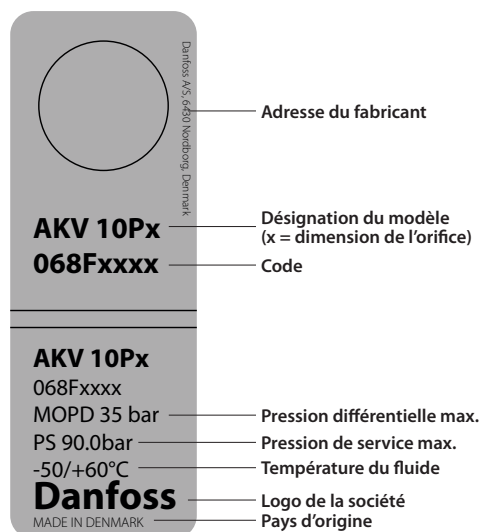 Danfoss A/S, 6430 Nordborg, Denmark
Adresse du fabricant
AKV 10Px
Désignation du modèle
(x = dimension de l'orifice)
068Fxxxx
Code
AKV 10Px
068Fxxxx
MOPD 35 bar
Pression différentielle max.
PS 90.0bar
Pression de service max.
-50/+60°C
Température du fluide
Danfoss
Logo de la société
MADE IN DENMARK
Pays d'origine